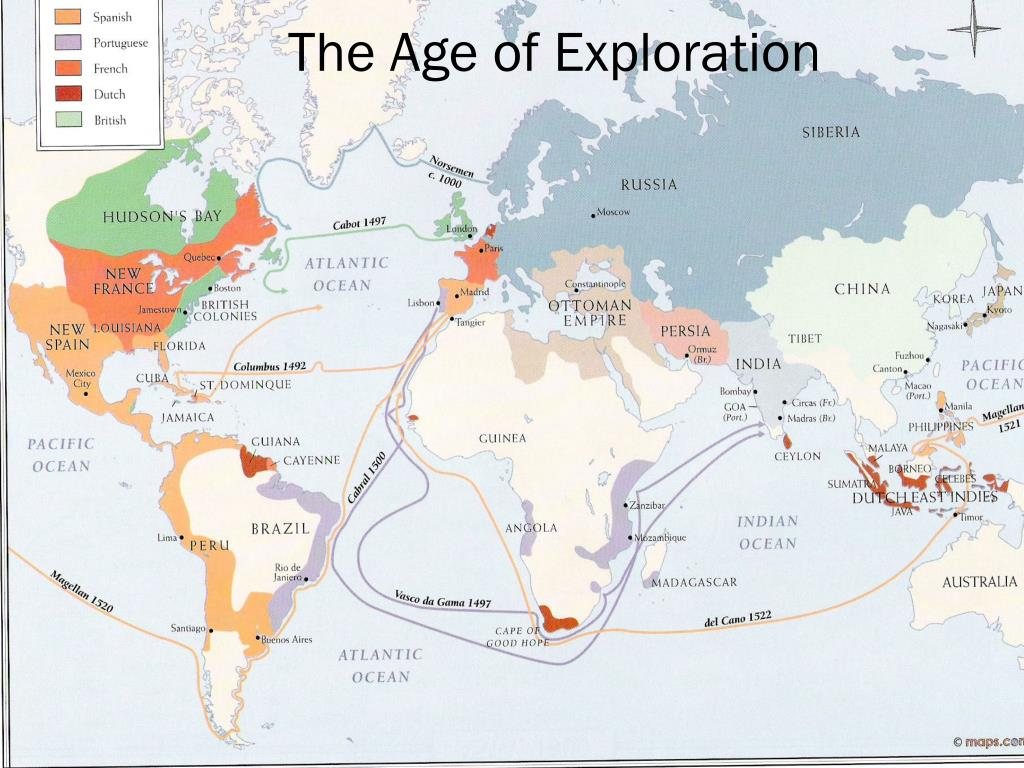 The Age of Exploration
Spanish
Portuguese
French
Dutch
British
SIBERIA
RUSSIA
Moscow
Norsemen
c. 1000
HUDSON'S BAY
Cabot 1497
London
Paris
Quebec
NEW
FRANCE
Boston
ATLANTIC
OCEAN
Madrid
Lisbon
Tangier
Constantinople
OTTOMAN
EMPIRE
CHINA
KOREA
JAPAN
Kyoto
Nagasaki
Jamestown
BRITISH
COLONIES
NEW
SPAIN
LOUISIANA
FLORIDA
PERSIA
Ormuz
(Br.)
TIBET
INDIA
Fuzhou
Canton
Macao
(Port.)
PACIFIC
OCEAN
Columbus 1492
Mexico
City
CUBA
ST. DOMINQUE
JAMAICA
Bombay
GOA
(Port.)
Circas (Fr.)
Madras (Br.)
Manila
PHILIPPINES
Magellan
1521
PACIFIC
OCEAN
GUIANA
CAYENNE
GUINEA
CEYLON
MALAYA
BORNEO
SUMATRA
CELEBES
DUTCH EAST INDIES
JAVA
Timor
Cabral 1500
Lima
PERU
BRAZIL
Rio de
Janiero
ANGOLA
Zanzibar
Mozambique
INDIAN
OCEAN
MADAGASCAR
AUSTRALIA
Magellan 1520
Vasco da Gama 1497
del Cano 1522
Santiago
Buenos Aires
CAPE OF
GOOD HOPE
ATLANTIC
OCEAN
© maps.com